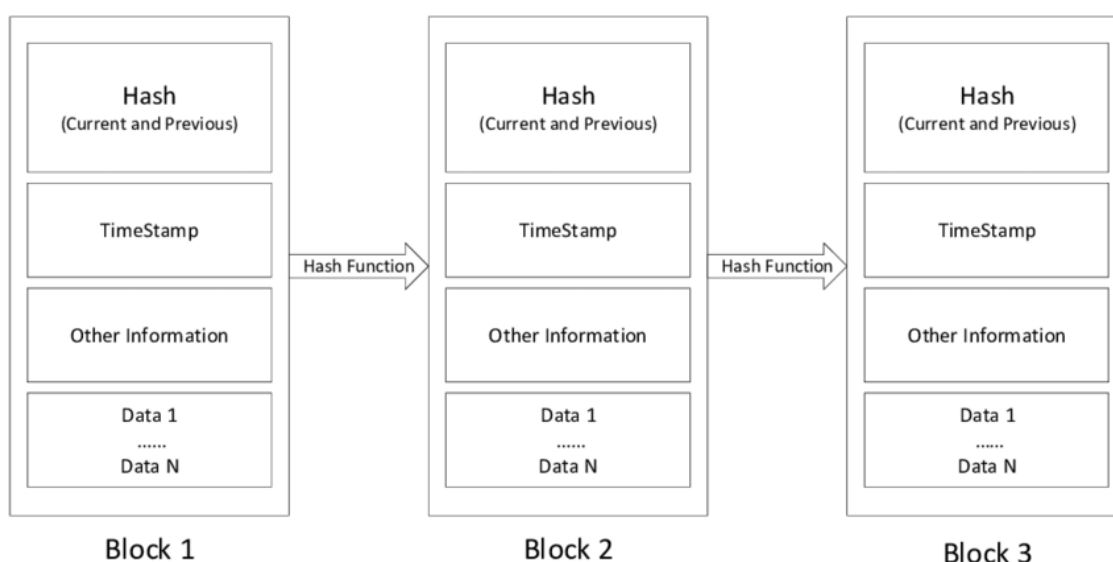 Hash
(Current and Previous)
TimeStamp
Other Information
Data 1
......
Data N
Block 1
Hash Function
Hash
(Current and Previous)
TimeStamp
Other Information
Data 1
......
Data N
Block 2
Hash Function
Hash
(Current and Previous)
TimeStamp
Other Information
Data 1
......
Data N
Block 3